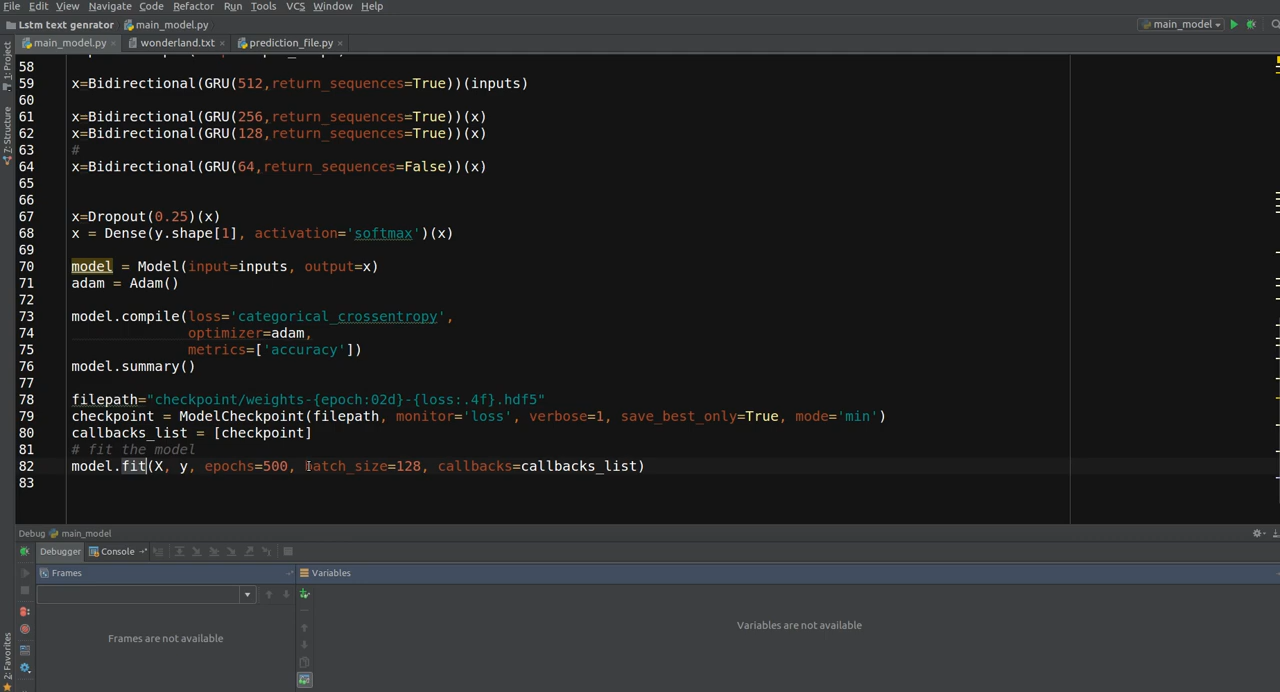 File Edit View Navigate Code Refactor Run Tools VCS Window Help
Lstm text genrator main_model.py main_model
main_model.py wonderland.txt prediction_file.py
1: Project
7: Structure
2: Favorites
58
59 x=Bidirectional(GRU(512,return_sequences=True))(inputs)
60
61 x=Bidirectional(GRU(256,return_sequences=True))(x)
62 x=Bidirectional(GRU(128,return_sequences=True))(x)
63 #
64 x=Bidirectional(GRU(64,return_sequences=False))(x)
65
66
67 x=Dropout(0.25)(x)
68 x = Dense(y.shape[1], activation='softmax')(x)
69
70 model = Model(input=inputs, output=x)
71 adam = Adam()
72
73 model.compile(loss='categorical_crossentropy',
74 optimizer=adam,
75 metrics=['accuracy'])
76 model.summary()
77
78 filepath="checkpoint/weights-{epoch:02d}-{loss:.4f}.hdf5"
79 checkpoint = ModelCheckpoint(filepath, monitor='loss', verbose=1, save_best_only=True, mode='min')
80 callbacks_list = [checkpoint]
81 # fit the model
82 model.fit(X, y, epochs=500, batch_size=128, callbacks=callbacks_list)
83
Debug main_model
Debugger Console
Frames Variables
Frames are not available
Variables are not available